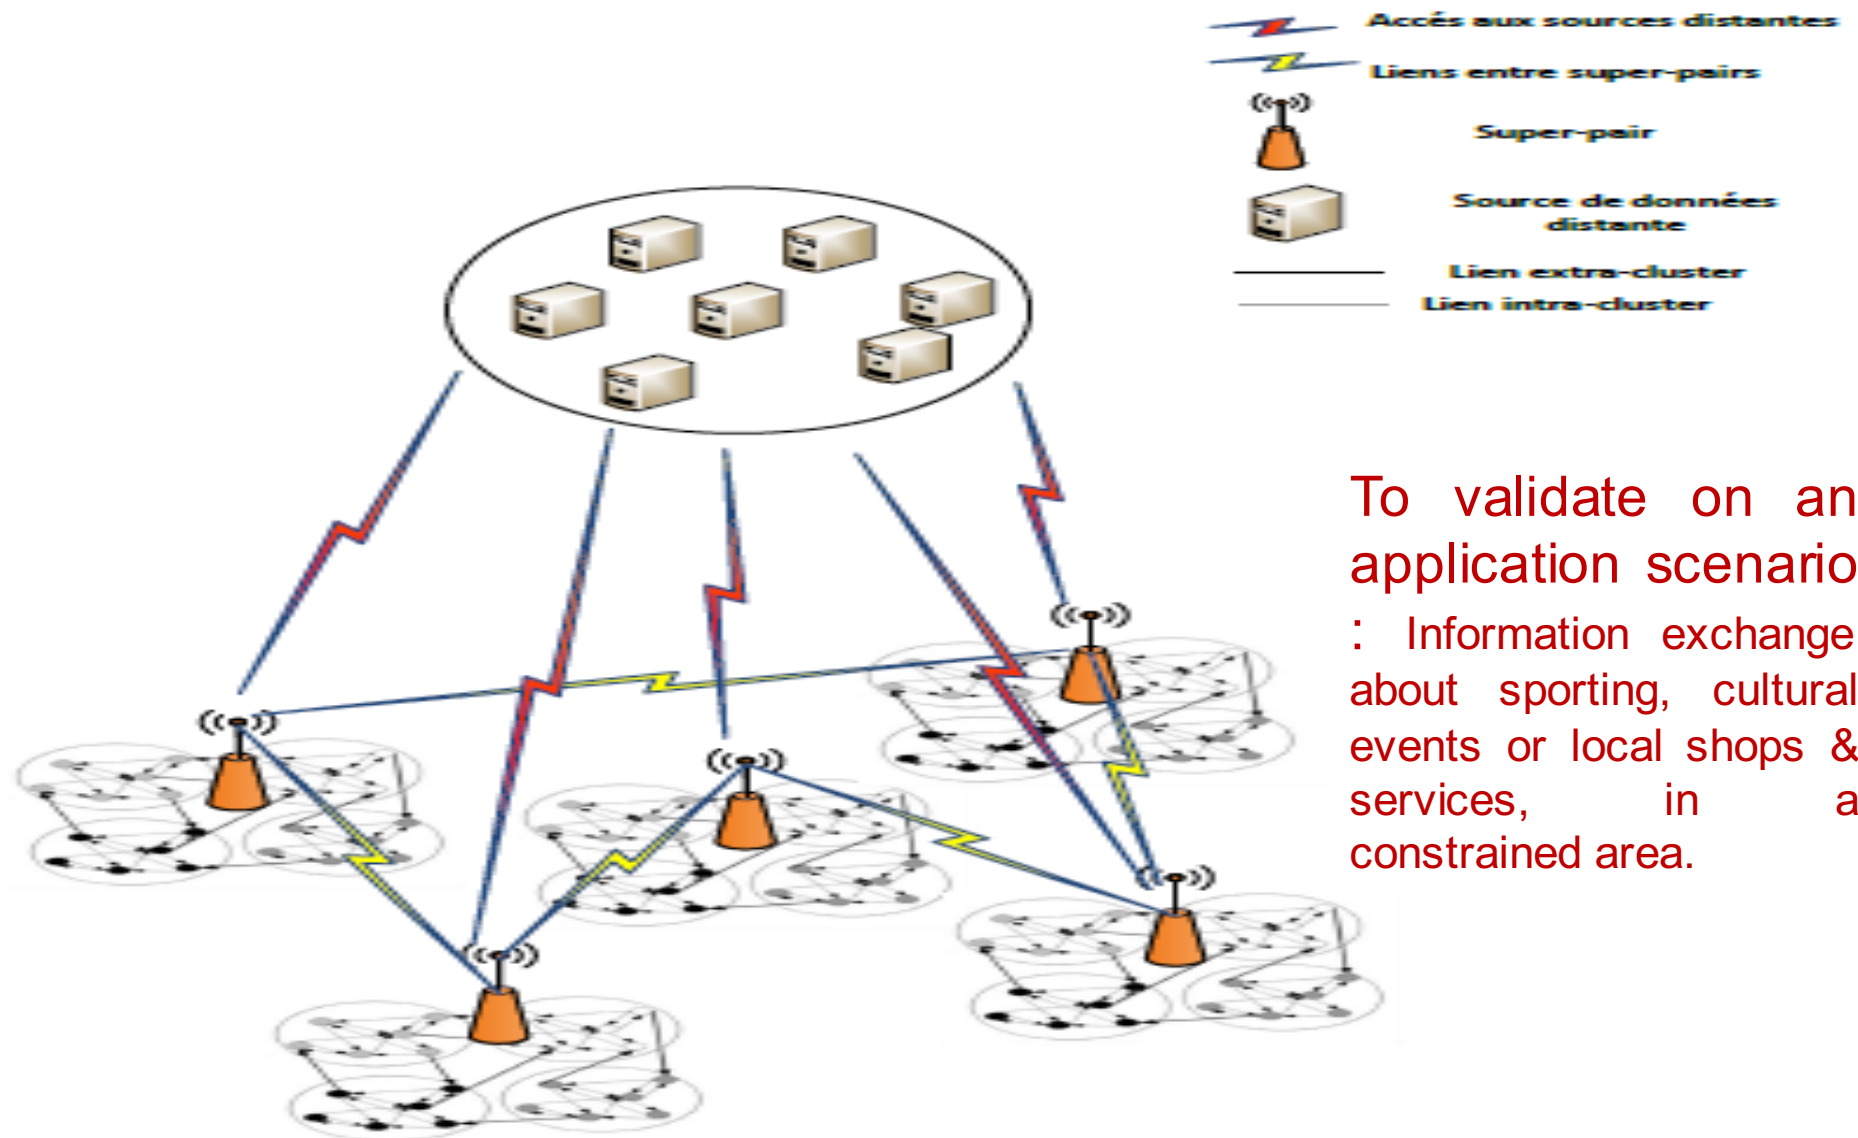 Accés aux sources distantes
Liens entre super-pairs
Super-pair
Source de données
distante
Lien extra-cluster
Lien intra-cluster
To validate on an
application scenario
: Information exchange
about sporting, cultural
events or local shops &
services, in a
constrained area.